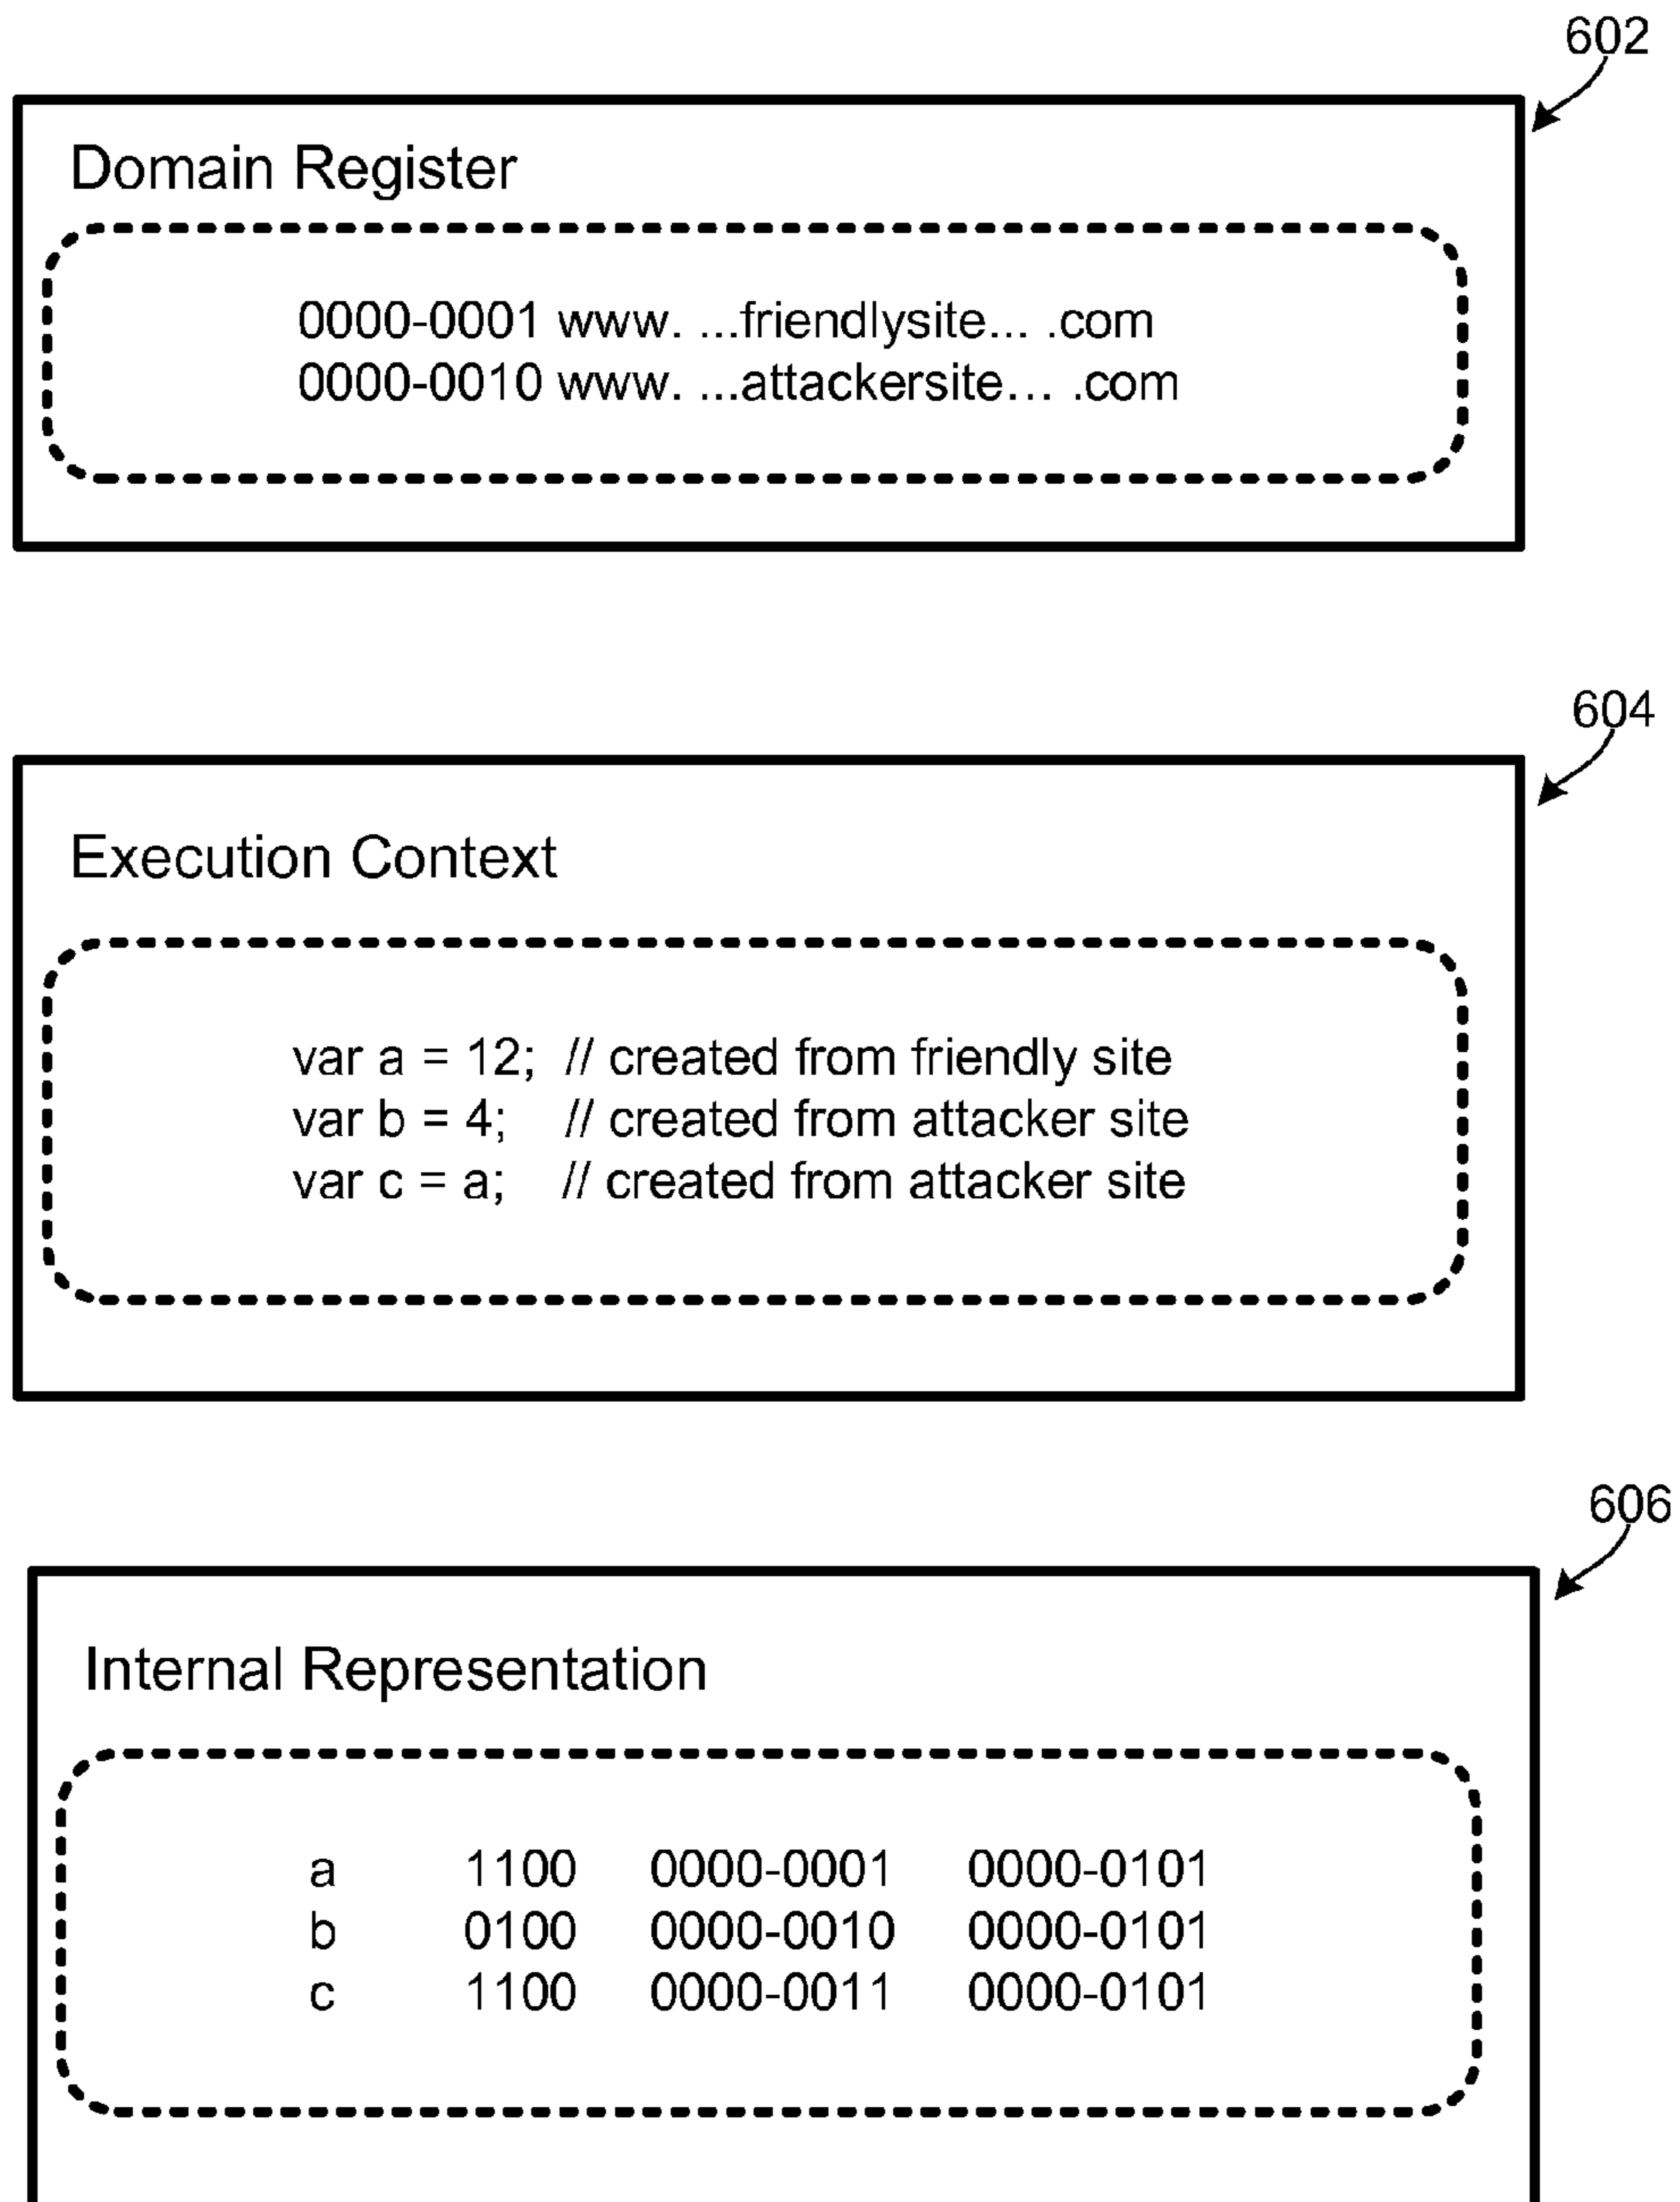 602
Domain Register
0000-0001 www. ...friendlysite... .com
0000-0010 www. ...attackersite... .com
604
Execution Context
var a = 12; // created from friendly site
var b = 4; // created from attacker site
var c = a; // created from attacker site
606
Internal Representation
a 1100 0000-0001 0000-0101
b 0100 0000-0010 0000-0101
c 1100 0000-0011 0000-0101